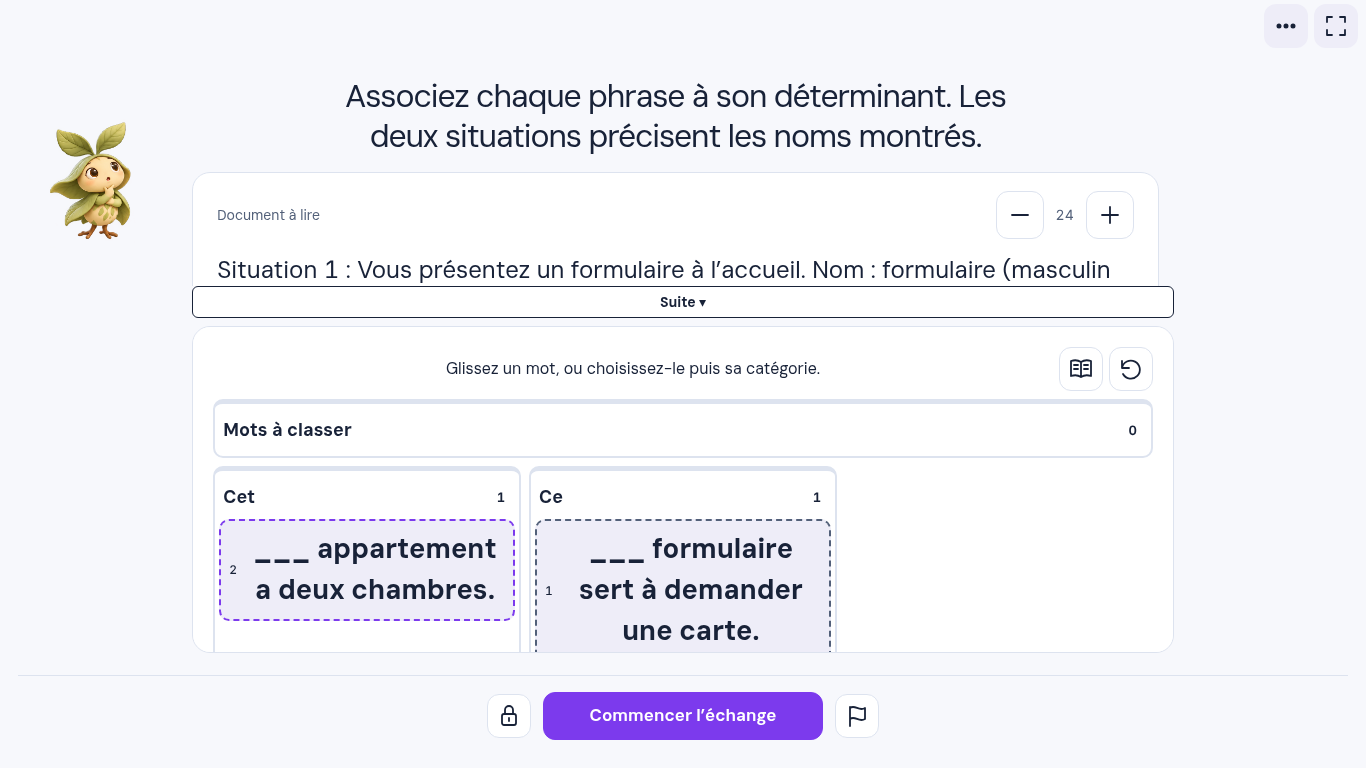 Associez chaque phrase à son déterminant. Les
deux situations précisent les noms montrés.
Document à lire
24
Situation 1 : Vous présentez un formulaire à l’accueil. Nom : formulaire (masculin
Suite ▾
Glissez un mot, ou choisissez-le puis sa catégorie.
Mots à classer
0
Cet
1
Ce
1
2
___ appartement
a deux chambres.
1
___ formulaire
sert à demander
une carte.
Commencer l’échange